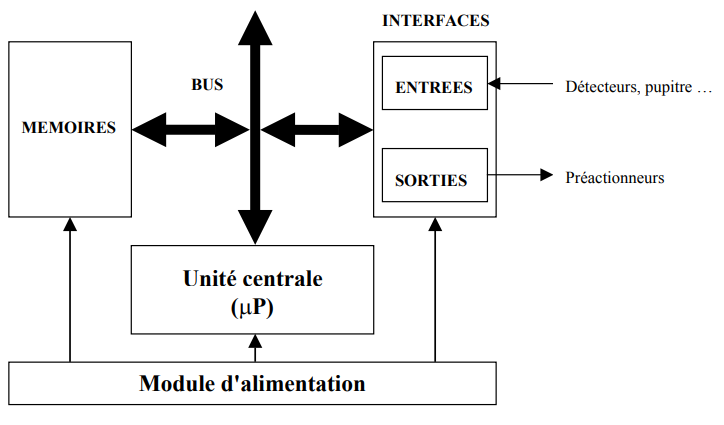 INTERFACES
BUS
MEMOIRES
ENTREES
Détecteurs, pupitre …
SORTIES
Préactionneurs
Unité centrale
(µP)
Module d'alimentation